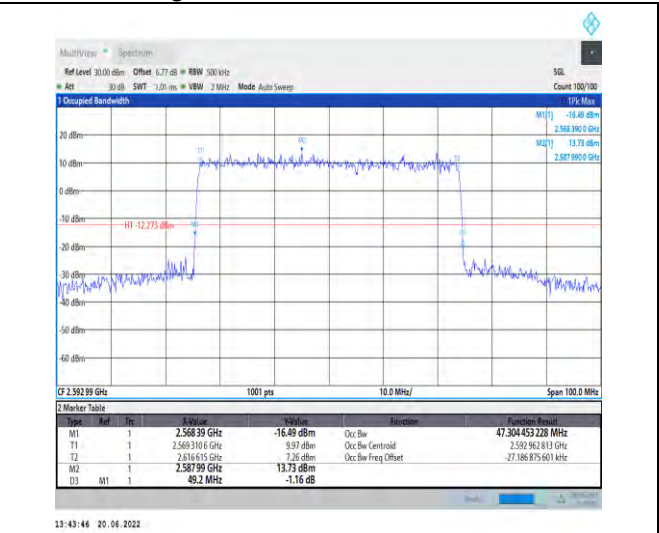 MultiView Spectrum
Ref Level 30.00 dBm Offset 6.77 dB RBW 500 kHz SGL
Att 30 dB SWT 1.01 ms VBW 2 MHz Mode Auto Sweep Count 100/100
1 Occupied Bandwidth 1Pk Max
M1[1] -16.49 dBm
2.568 390 0 GHz
M2[1] 13.73 dBm
2.587 990 0 GHz
20 dBm
M2
T1
T2
10 dBm
0 dBm
-10 dBm
H1 -12.273 dBm
M1
-20 dBm
-30 dBm
-40 dBm
-50 dBm
-60 dBm
CF 2.592 99 GHz 1001 pts 10.0 MHz/ Span 100.0 MHz
2 Marker Table
Type Ref Trc X-Value Y-Value Function Function Result
M1 1 2.568 39 GHz -16.49 dBm Occ Bw 47.304 453 228 MHz
T1 1 2.569 310 6 GHz 9.97 dBm Occ Bw Centroid 2.592 962 813 GHz
T2 1 2.616 615 GHz 7.26 dBm Occ Bw Freq Offset -27.186 875 601 kHz
M2 1 2.587 99 GHz 13.73 dBm
D3 M1 1 49.2 MHz -1.16 dB
13:43:46 20.06.2022